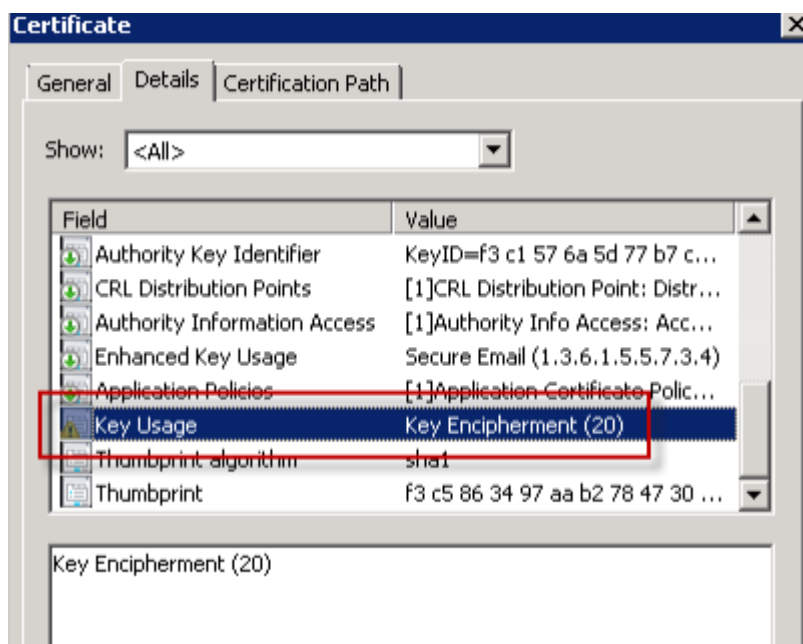 Certificate
General Details Certification Path
Show: <All>
Field Value
Authority Key Identifier KeyID=f3 c1 57 6a 5d 77 b7 c...
CRL Distribution Points [1]CRL Distribution Point: Distr...
Authority Information Access [1]Authority Info Access: Acc...
Enhanced Key Usage Secure Email (1.3.6.1.5.5.7.3.4)
Application Policies [1]Application Certificate Polic...
Key Usage Key Encipherment (20)
Thumbprint algorithm sha1
Thumbprint f3 c5 86 34 97 aa b2 78 47 30 ...
Key Encipherment (20)